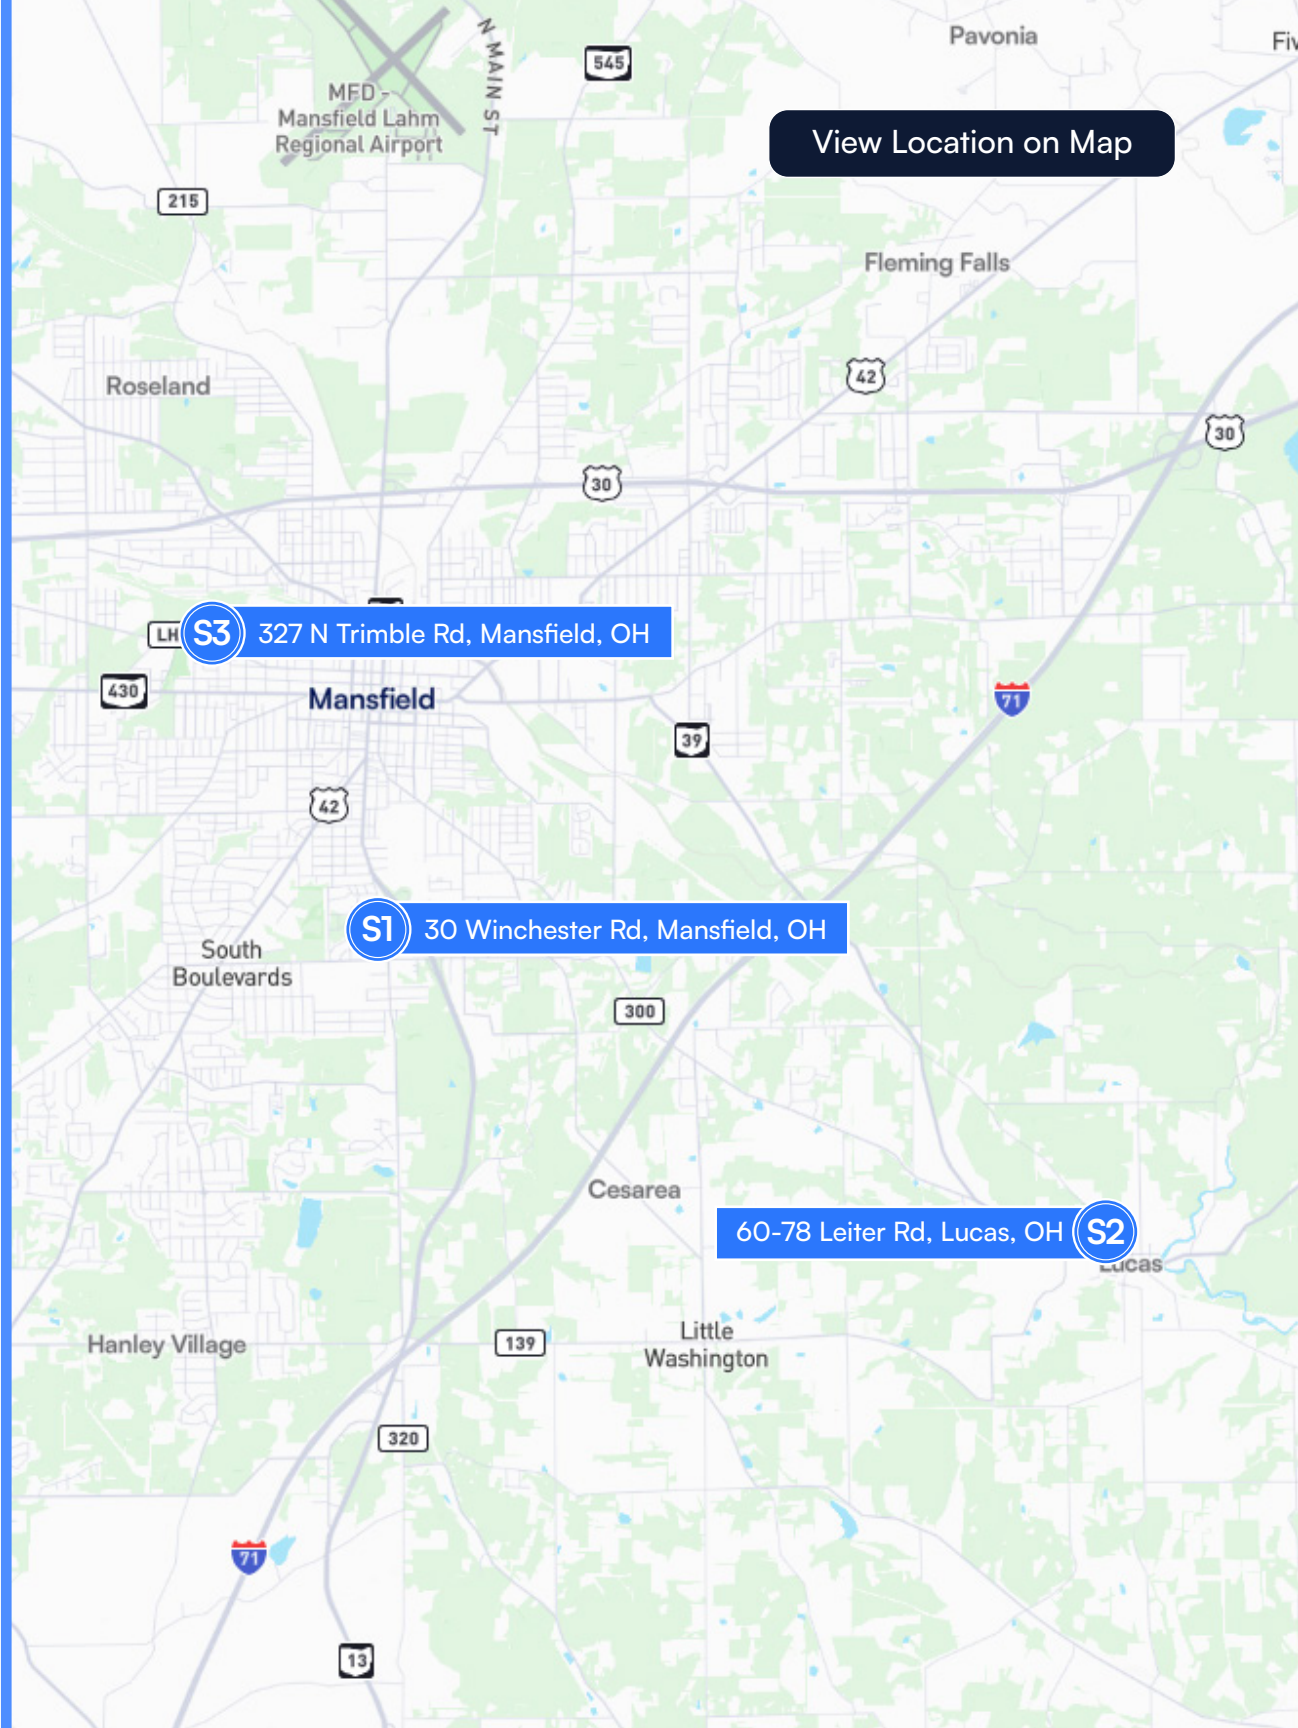 Pavonia
Fiv
N MAIN ST
545
MFD -
Mansfield Lahm
Regional Airport
View Location on Map
215
Fleming Falls
42
Roseland
30
30
LH
S3 327 N Trimble Rd, Mansfield, OH
430
Mansfield
71
39
42
S1 30 Winchester Rd, Mansfield, OH
South
Boulevards
300
Cesarea
60-78 Leiter Rd, Lucas, OH S2
Lucas
Little
Washington
Hanley Village
139
320
71
13